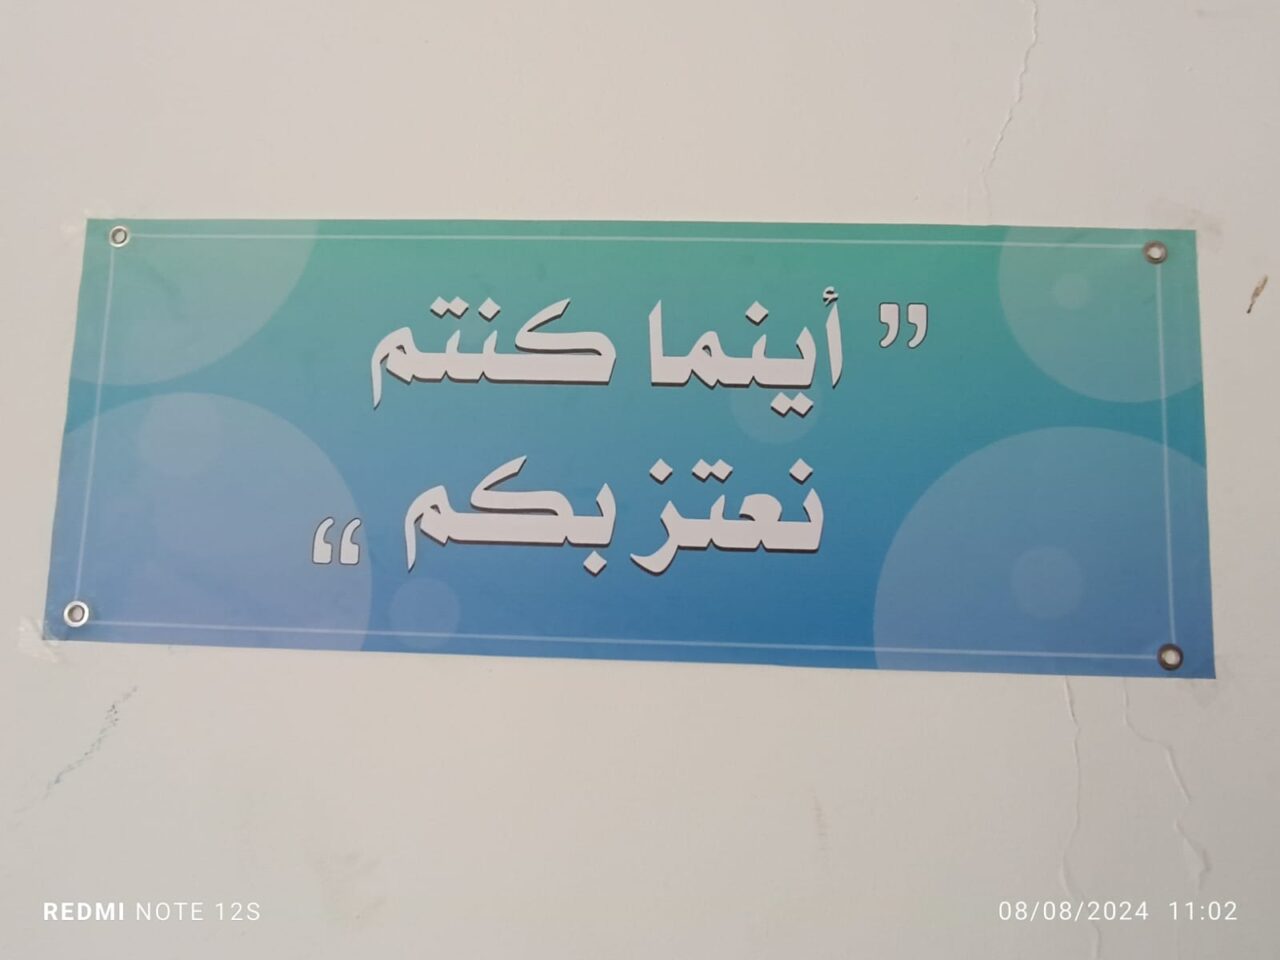 " أينما كنتم
نعتز بكم "
REDMI NOTE 12S
08/08/2024 11:02